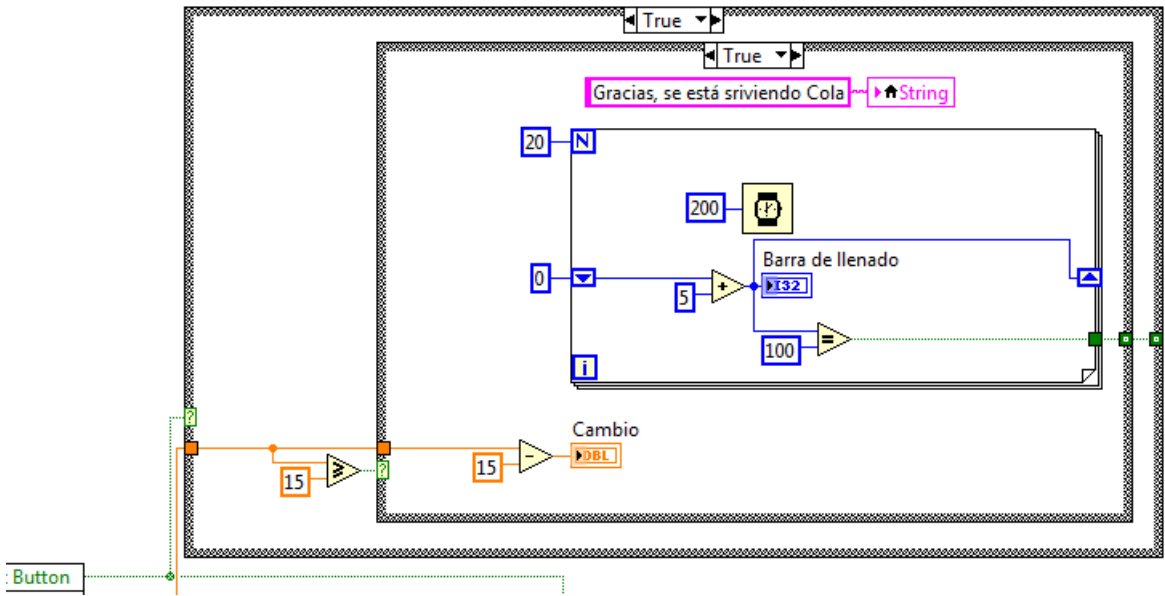 True
True
Gracias, se está sriviendo Cola
String
20
N
200
Barra de llenado
0
+
I32
5
=
100
i
?
Cambio
-
DBL
15
≥
15
?
: Button